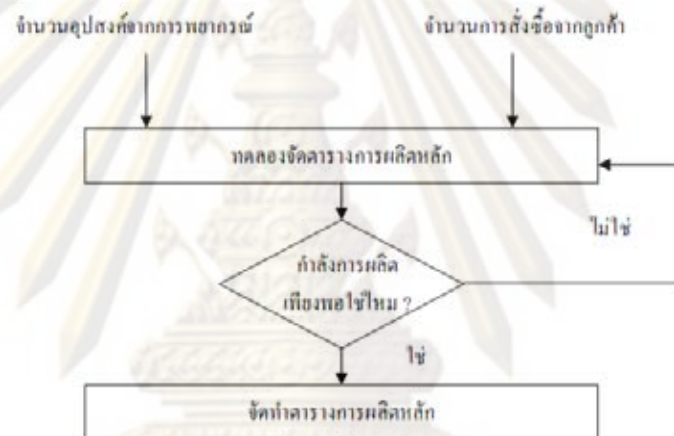 จำนวนอุปสงค์จากการพยากรณ์
จำนวนการสั่งซื้อจากลูกค้า
ทดลองจัดตารางการผลิตหลัก
ไม่ใช่
กำลังการผลิต
เพียงพอใช่ไหม ?
ใช่
จัดทำตารางการผลิตหลัก